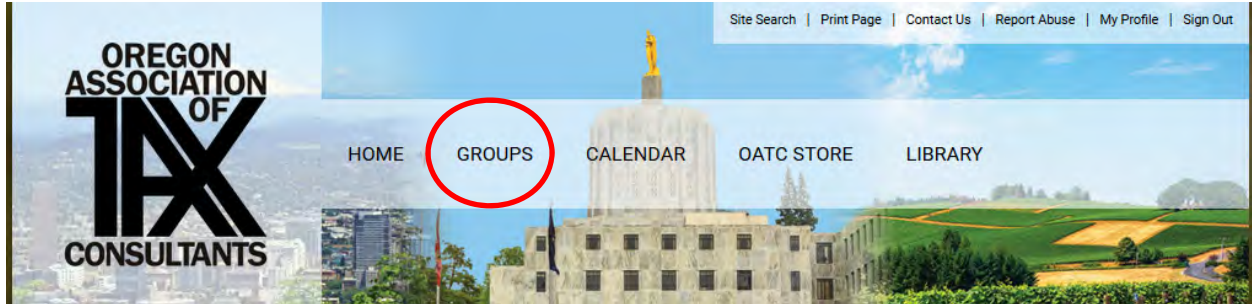 Site Search | Print Page | Contact Us | Report Abuse | My Profile | Sign Out
OREGON
ASSOCIATION
OF
TAX
CONSULTANTS
HOME GROUPS CALENDAR OATC STORE LIBRARY